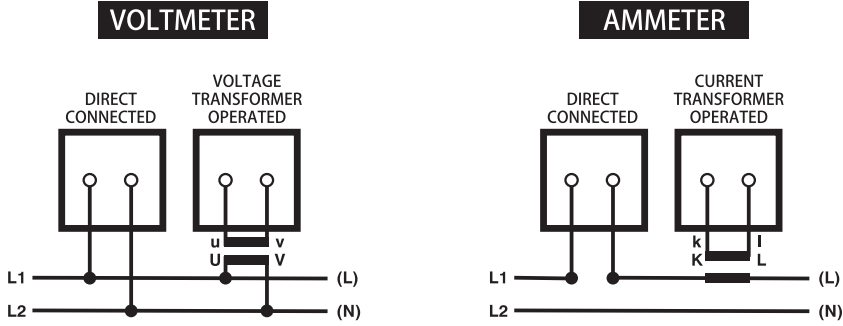 VOLTMETER
DIRECT
CONNECTED
VOLTAGE
TRANSFORMER
OPERATED
u v
U V
L1 (L)
L2 (N)
AMMETER
DIRECT
CONNECTED
CURRENT
TRANSFORMER
OPERATED
k l
K L
L1 (L)
L2 (N)